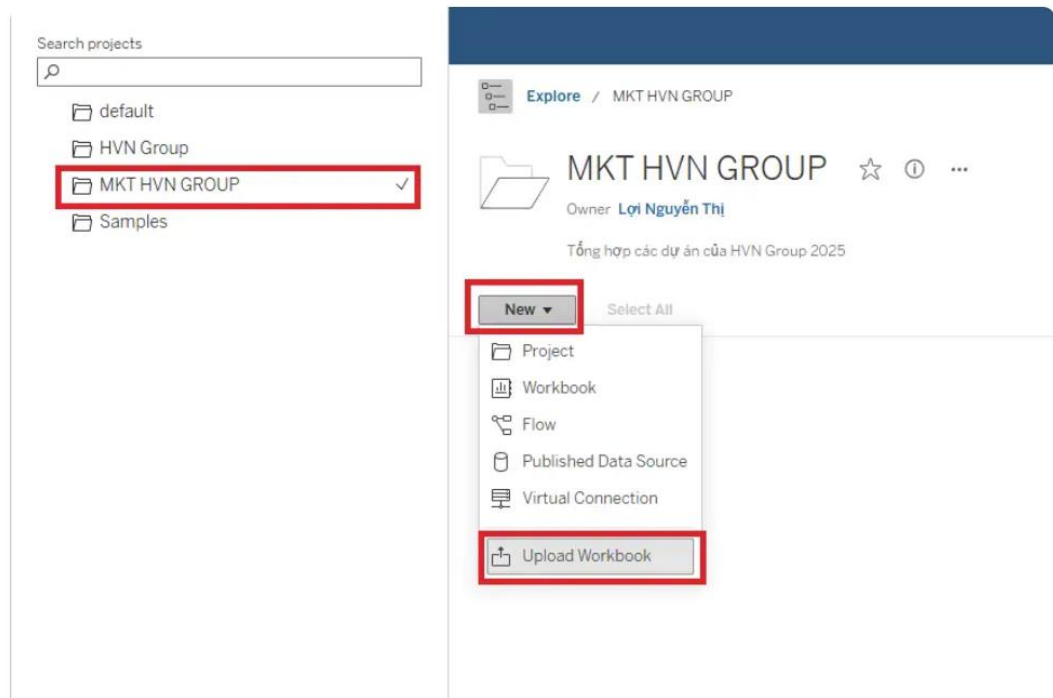 Search projects
default
HVN Group
MKT HVN GROUP
Samples
Explore / MKT HVN GROUP
MKT HVN GROUP
Owner Lợi Nguyễn Thị
Tổng hợp các dự án của HVN Group 2025
New Select All
Project
Workbook
Flow
Published Data Source
Virtual Connection
Upload Workbook